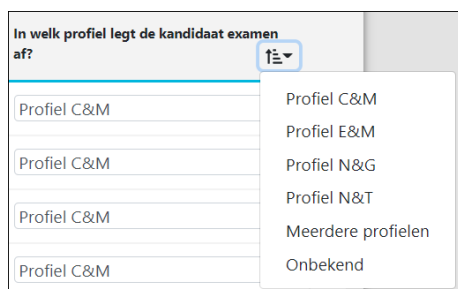 In welk profiel legt de kandidaat examen
af?
Profiel C&M
Profiel C&M
Profiel C&M
Profiel C&M
Profiel C&M
Profiel E&M
Profiel N&G
Profiel N&T
Meerdere profielen
Onbekend